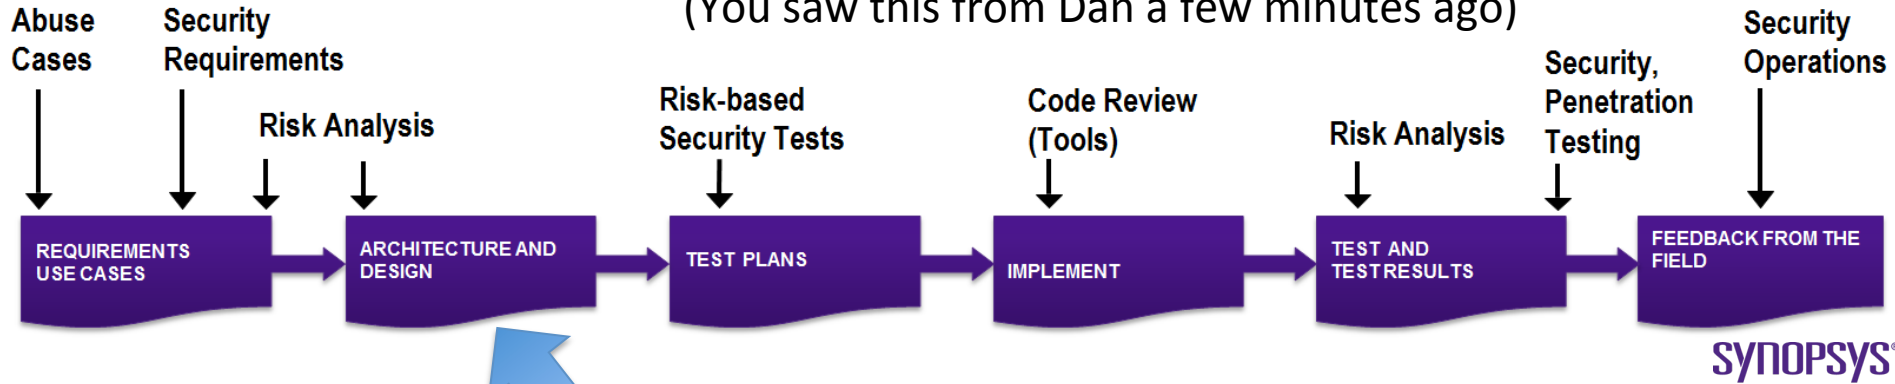 (You saw this from Dan a few minutes ago)
Abuse
Cases
Security
Requirements
Risk Analysis
Risk-based
Security Tests
Code Review
(Tools)
Risk Analysis
Security,
Penetration
Testing
Security
Operations
REQUIREMENTS
USE CASES
ARCHITECTURE AND
DESIGN
TEST PLANS
IMPLEMENT
TEST AND
TEST RESULTS
FEEDBACK FROM THE
FIELD
SYNOPSYS®